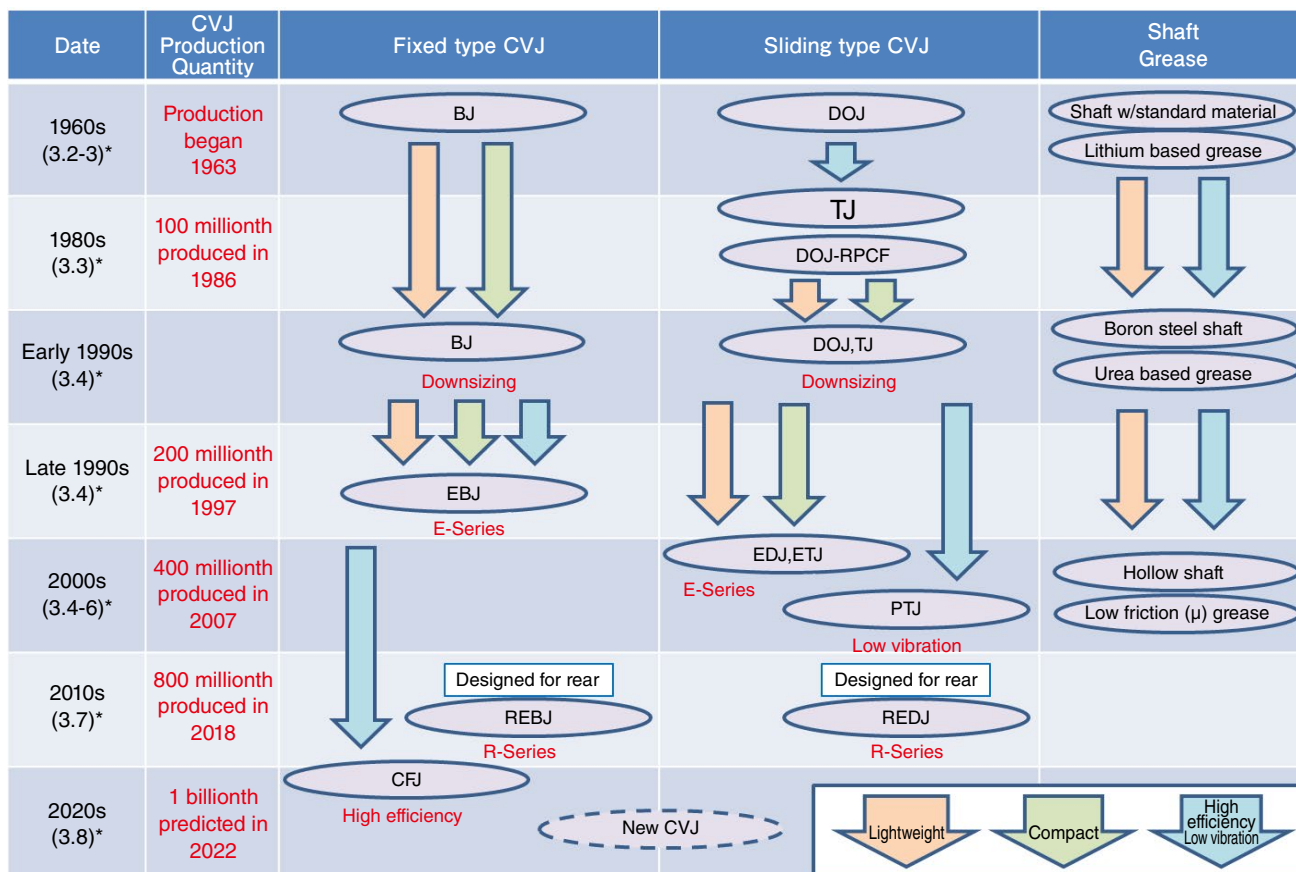 Date
CVJ
Production
Quantity
Fixed type CVJ
Sliding type CVJ
Shaft
Grease
1960s
(3.2-3)*
Production
began
1963
BJ
DOJ
Shaft w/standard material
Lithium based grease
1980s
(3.3)*
100 millionth
produced in
1986
TJ
DOJ-RPCF
Early 1990s
(3.4)*
BJ
Downsizing
DOJ,TJ
Downsizing
Boron steel shaft
Urea based grease
Late 1990s
(3.4)*
200 millionth
produced in
1997
EBJ
E-Series
2000s
(3.4-6)*
400 millionth
produced in
2007
EDJ,ETJ
E-Series
PTJ
Low vibration
Hollow shaft
Low friction (μ) grease
2010s
(3.7)*
800 millionth
produced in
2018
Designed for rear
REBJ
R-Series
Designed for rear
REDJ
R-Series
2020s
(3.8)*
1 billionth
predicted in
2022
CFJ
High efficiency
New CVJ
Lightweight
Compact
High
efficiency
Low vibration